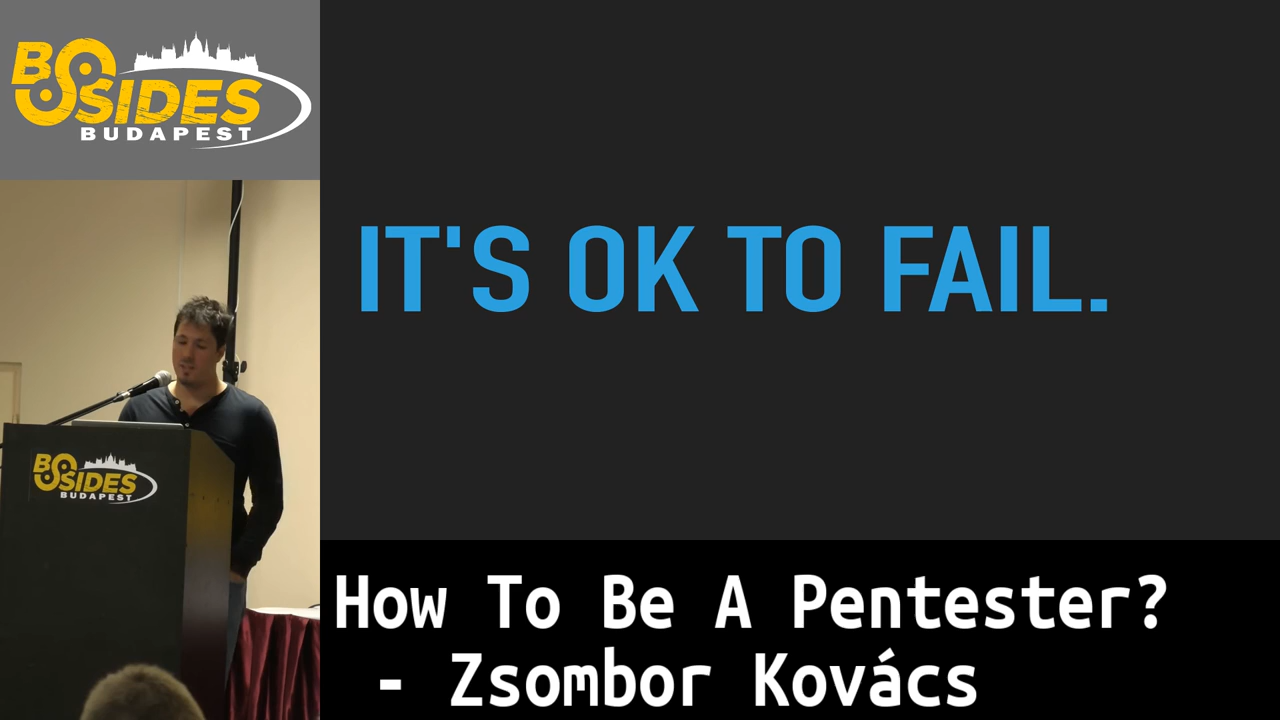 BSIDES
BUDAPEST
IT'S OK TO FAIL.
BSIDES
BUDAPEST
How To Be A Pentester?
- Zsombor Kovács